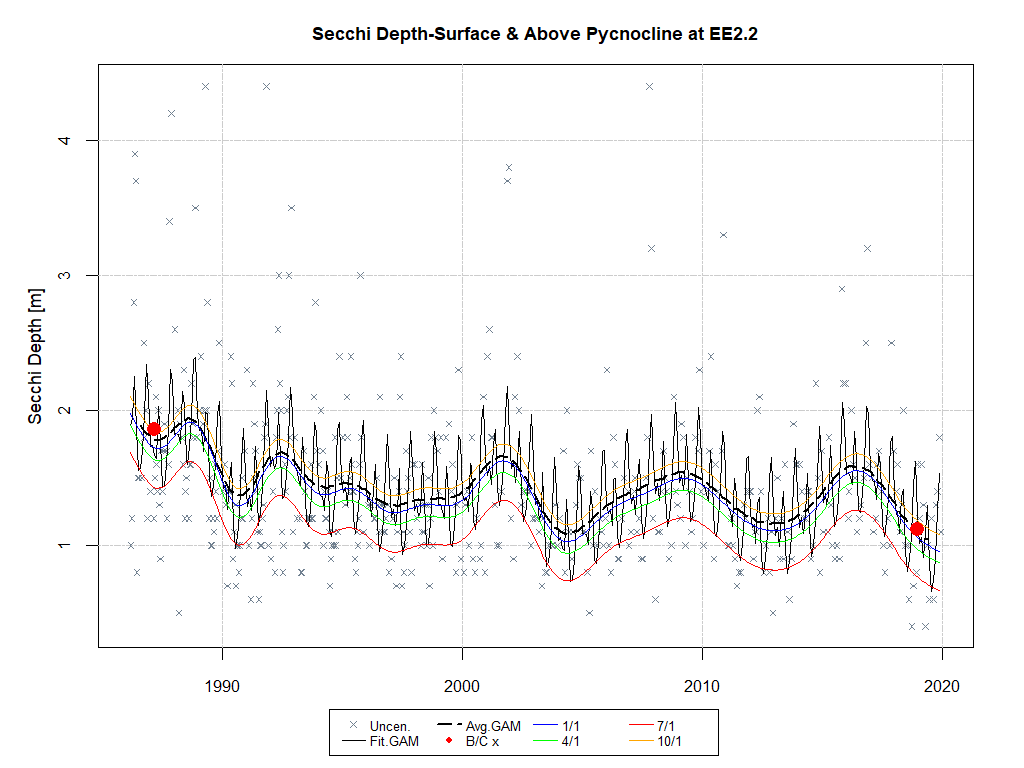 Secchi Depth-Surface & Above Pycnocline at EE2.2
Secchi Depth [m]
4
3
2
1
1990 2000 2010 2020
Uncen. Avg.GAM 1/1 7/1
Fit.GAM B/C x 4/1 10/1